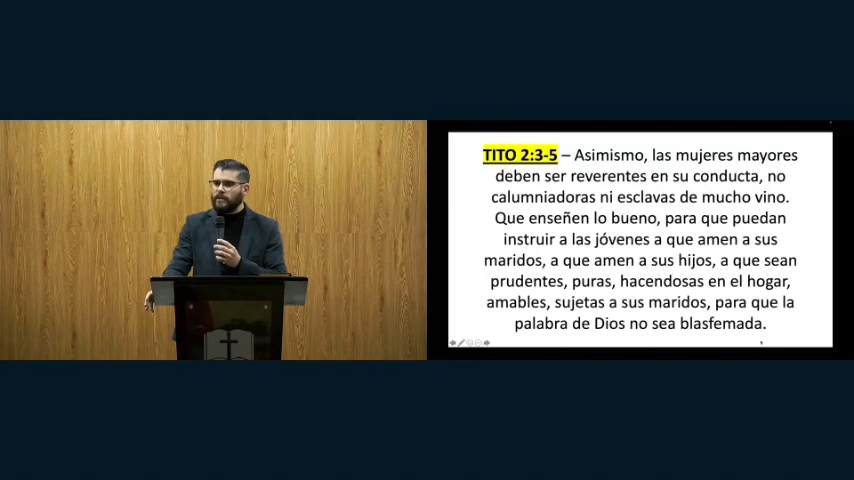 TITO 2:3-5 – Asimismo, las mujeres mayores
deben ser reverentes en su conducta, no
calumniadoras ni esclavas de mucho vino.
Que enseñen lo bueno, para que puedan
instruir a las jóvenes a que amen a sus
maridos, a que amen a sus hijos, a que sean
prudentes, puras, hacendosas en el hogar,
amables, sujetas a sus maridos, para que la
palabra de Dios no sea blasfemada.